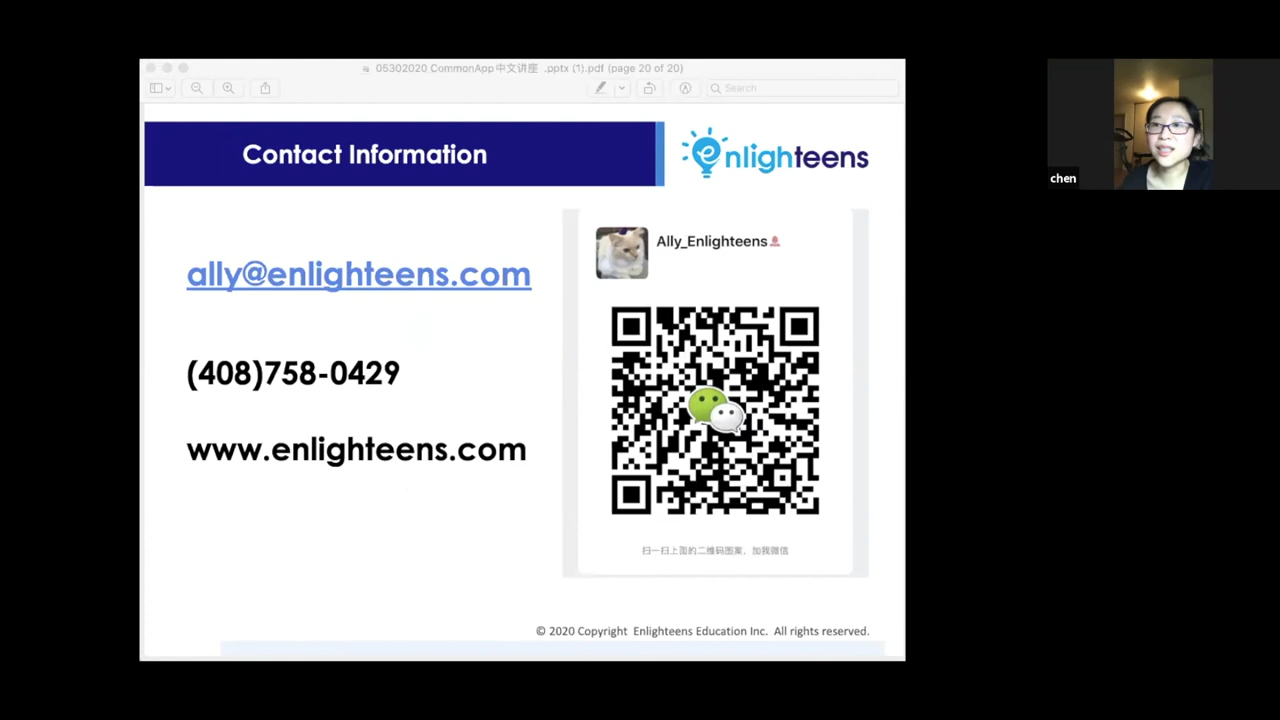 05302020 CommonApp中文讲座 .pptx (1).pdf (page 20 of 20)
Search
Contact Information
enlighteens
ally@enlighteens.com
(408)758-0429
www.enlighteens.com
Ally_Enlighteens
扫一扫上面的二维码图案，加我微信
© 2020 Copyright Enlighteens Education Inc. All rights reserved.
chen